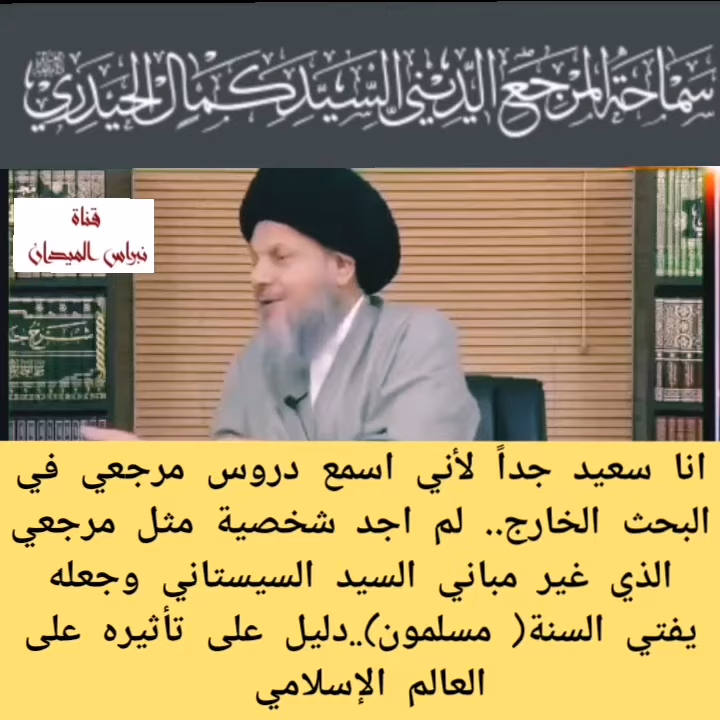 سماحة المرجع الديني السيد كمال الحيدري
قناة
نبراس الميدان
شرح
انا سعيد جداً لأني اسمع دروس مرجعي في
البحث الخارج.. لم اجد شخصية مثل مرجعي
الذي غير مباني السيد السيستاني وجعله
يفتي السنة( مسلمون)..دليل على تأثيره على
العالم الإسلامي